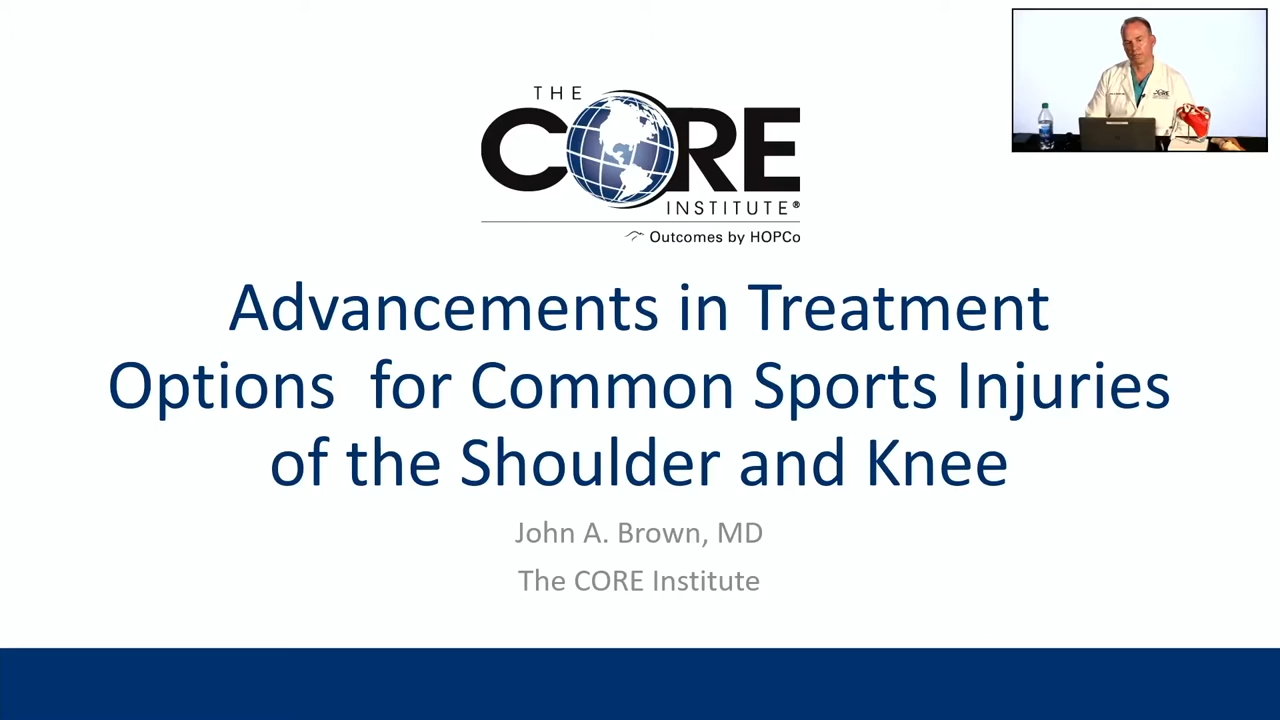 THE
CORE
INSTITUTE®
Outcomes by HOPCo
Advancements in Treatment
Options for Common Sports Injuries
of the Shoulder and Knee
John A. Brown, MD
The CORE Institute